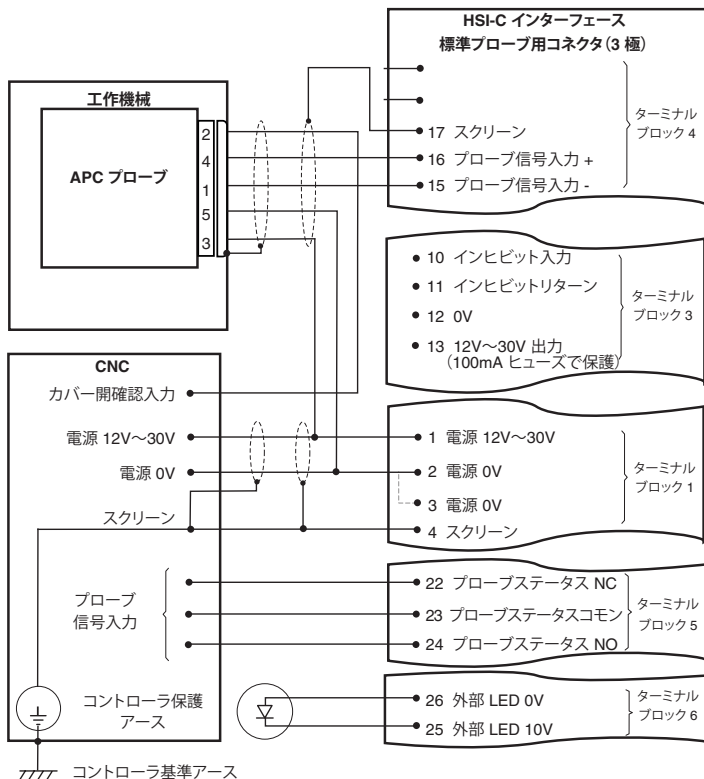 HSI-C インターフェース
標準プローブ用コネクタ（3 極）
工作機械
APC プローブ
2
4
1
5
3
17 スクリーン
16 プローブ信号入力 +
15 プローブ信号入力 -
ターミナル
ブロック 4
10 インヒビット入力
11 インヒビットリターン
12 0V
13 12V～30V 出力
（100mA ヒューズで保護）
ターミナル
ブロック 3
CNC
カバー開確認入力
電源 12V～30V
電源 0V
スクリーン
1 電源 12V～30V
2 電源 0V
3 電源 0V
4 スクリーン
ターミナル
ブロック 1
プローブ
信号入力
22 プローブステータス NC
23 プローブステータスコモン
24 プローブステータス NO
ターミナル
ブロック 5
コントローラ保護
アース
26 外部 LED 0V
25 外部 LED 10V
ターミナル
ブロック 6
コントローラ基準アース